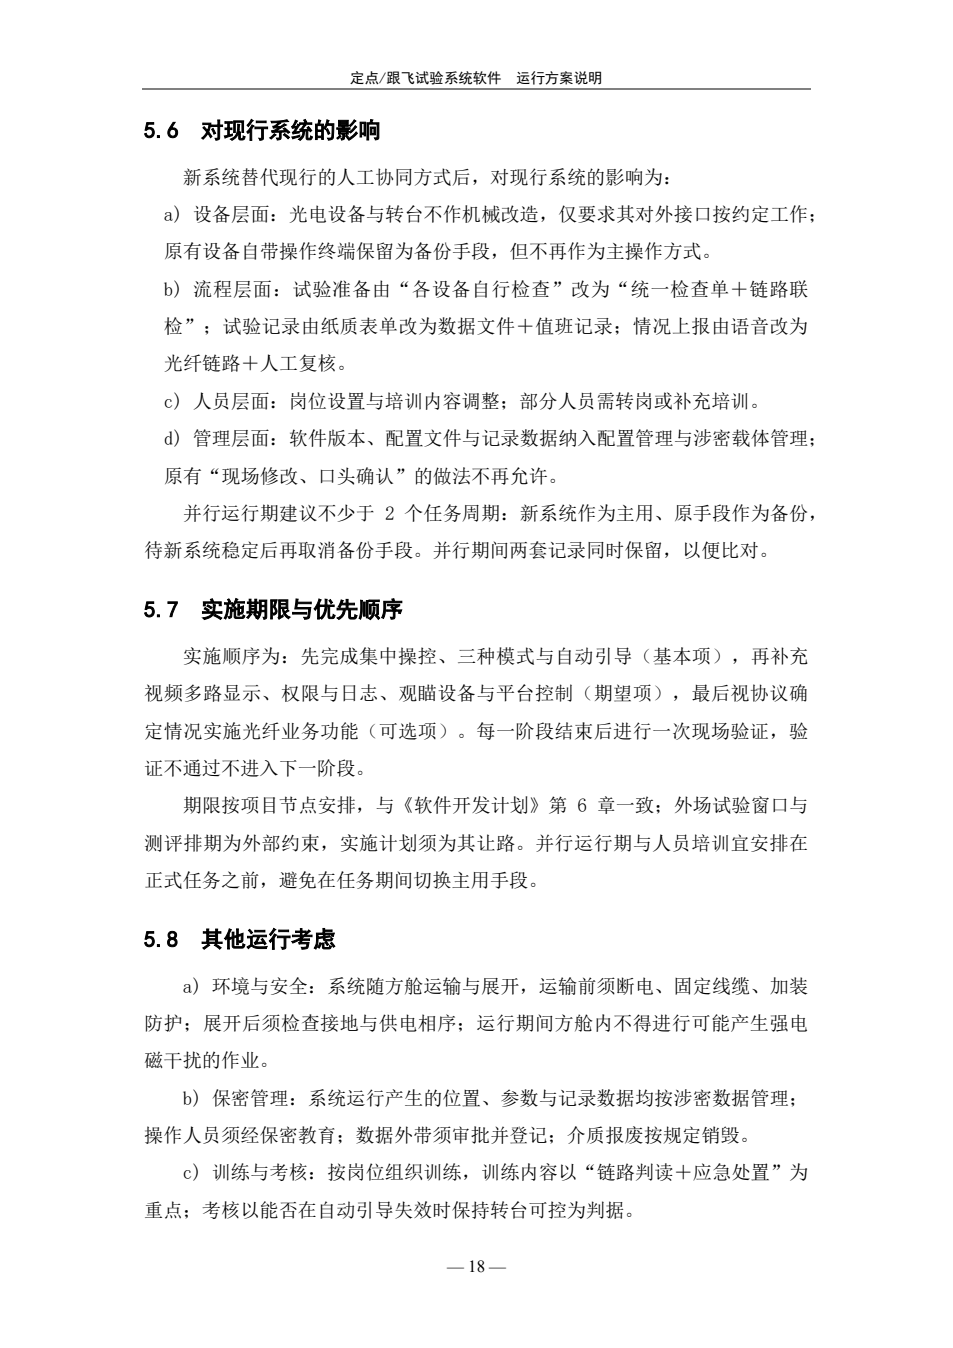 定点/跟飞试验系统软件　运行方案说明
5.6　对现行系统的影响
新系统替代现行的人工协同方式后，对现行系统的影响为：
a) 设备层面：光电设备与转台不作机械改造，仅要求其对外接口按约定工作；
原有设备自带操作终端保留为备份手段，但不再作为主操作方式。
b) 流程层面：试验准备由“各设备自行检查”改为“统一检查单＋链路联
检”；试验记录由纸质表单改为数据文件＋值班记录；情况上报由语音改为
光纤链路＋人工复核。
c) 人员层面：岗位设置与培训内容调整；部分人员需转岗或补充培训。
d) 管理层面：软件版本、配置文件与记录数据纳入配置管理与涉密载体管理；
原有“现场修改、口头确认”的做法不再允许。
并行运行期建议不少于 2 个任务周期：新系统作为主用、原手段作为备份，
待新系统稳定后再取消备份手段。并行期间两套记录同时保留，以便比对。
5.7　实施期限与优先顺序
实施顺序为：先完成集中操控、三种模式与自动引导（基本项），再补充
视频多路显示、权限与日志、观瞄设备与平台控制（期望项），最后视协议确
定情况实施光纤业务功能（可选项）。每一阶段结束后进行一次现场验证，验
证不通过不进入下一阶段。
期限按项目节点安排，与《软件开发计划》第 6 章一致；外场试验窗口与
测评排期为外部约束，实施计划须为其让路。并行运行期与人员培训宜安排在
正式任务之前，避免在任务期间切换主用手段。
5.8　其他运行考虑
a) 环境与安全：系统随方舱运输与展开，运输前须断电、固定线缆、加装
防护；展开后须检查接地与供电相序；运行期间方舱内不得进行可能产生强电
磁干扰的作业。
b) 保密管理：系统运行产生的位置、参数与记录数据均按涉密数据管理；
操作人员须经保密教育；数据外带须审批并登记；介质报废按规定销毁。
c) 训练与考核：按岗位组织训练，训练内容以“链路判读＋应急处置”为
重点；考核以能否在自动引导失效时保持转台可控为判据。
— 18 —